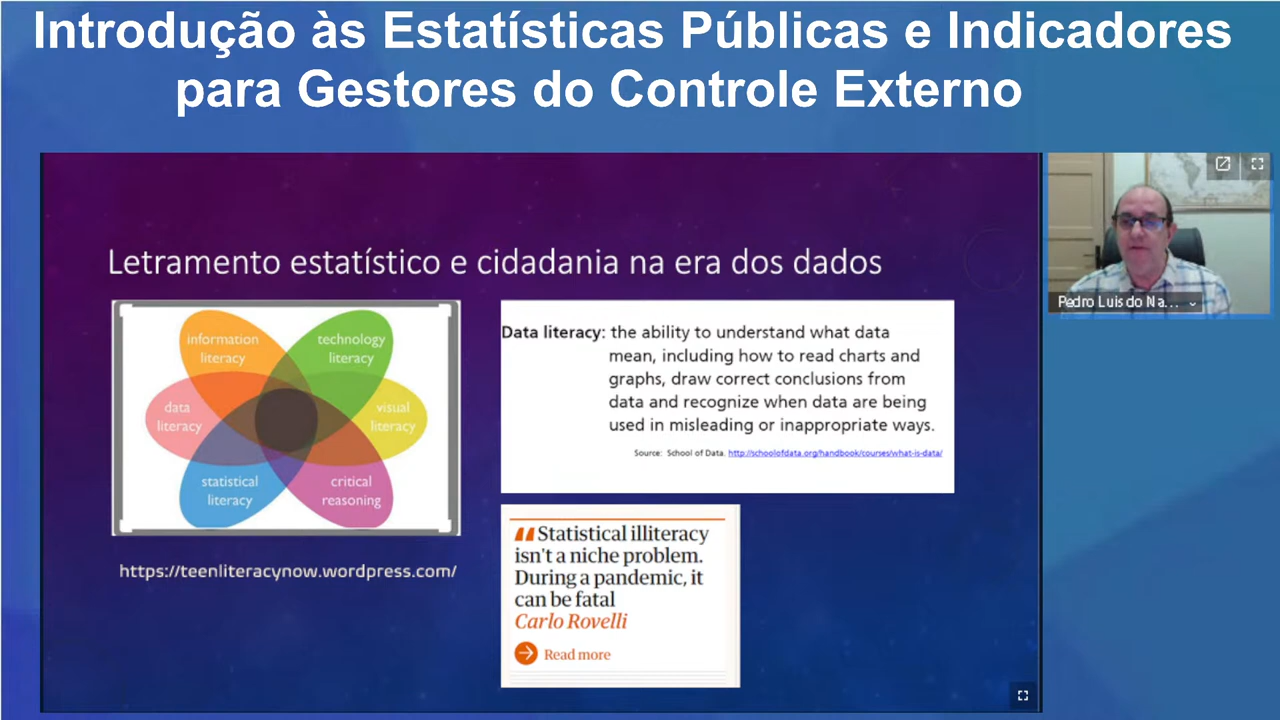 Introdução às Estatísticas Públicas e Indicadores
para Gestores do Controle Externo
Letramento estatístico e cidadania na era dos dados
information
literacy
technology
literacy
data
literacy
visual
literacy
statistical
literacy
critical
reasoning
https://teenliteracynow.wordpress.com/
Data literacy: the ability to understand what data
mean, including how to read charts and
graphs, draw correct conclusions from
data and recognize when data are being
used in misleading or inappropriate ways.
Source: School of Data. http://schoolofdata.org/handbook/courses/what-is-data/
“Statistical illiteracy
isn't a niche problem.
During a pandemic, it
can be fatal
Carlo Rovelli
Read more
Pedro Luis do Na...